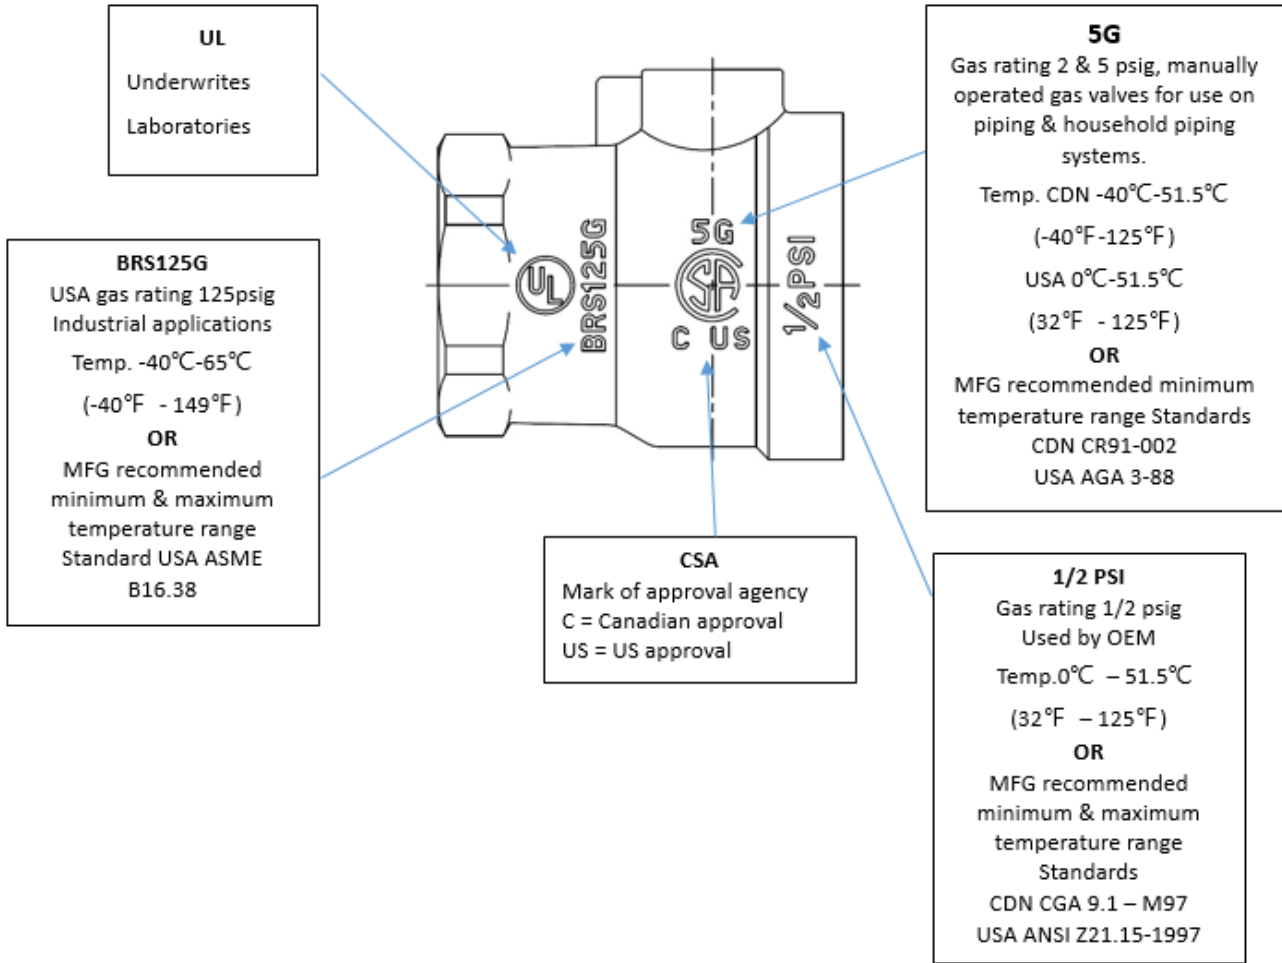 UL
Underwrites
Laboratories
BRS125G
USA gas rating 125psig
Industrial applications
Temp. -40℃-65℃
(-40℉ - 149℉)
OR
MFG recommended
minimum & maximum
temperature range
Standard USA ASME
B16.38
UL
BRS125G
5G
SA
C US
1/2PSI
CSA
Mark of approval agency
C = Canadian approval
US = US approval
5G
Gas rating 2 & 5 psig, manually
operated gas valves for use on
piping & household piping
systems.
Temp. CDN -40℃-51.5℃
(-40℉-125℉)
USA 0℃-51.5℃
(32℉ - 125℉)
OR
MFG recommended minimum
temperature range Standards
CDN CR91-002
USA AGA 3-88
1/2 PSI
Gas rating 1/2 psig
Used by OEM
Temp.0℃ – 51.5℃
(32℉ – 125℉)
OR
MFG recommended
minimum & maximum
temperature range
Standards
CDN CGA 9.1 – M97
USA ANSI Z21.15-1997